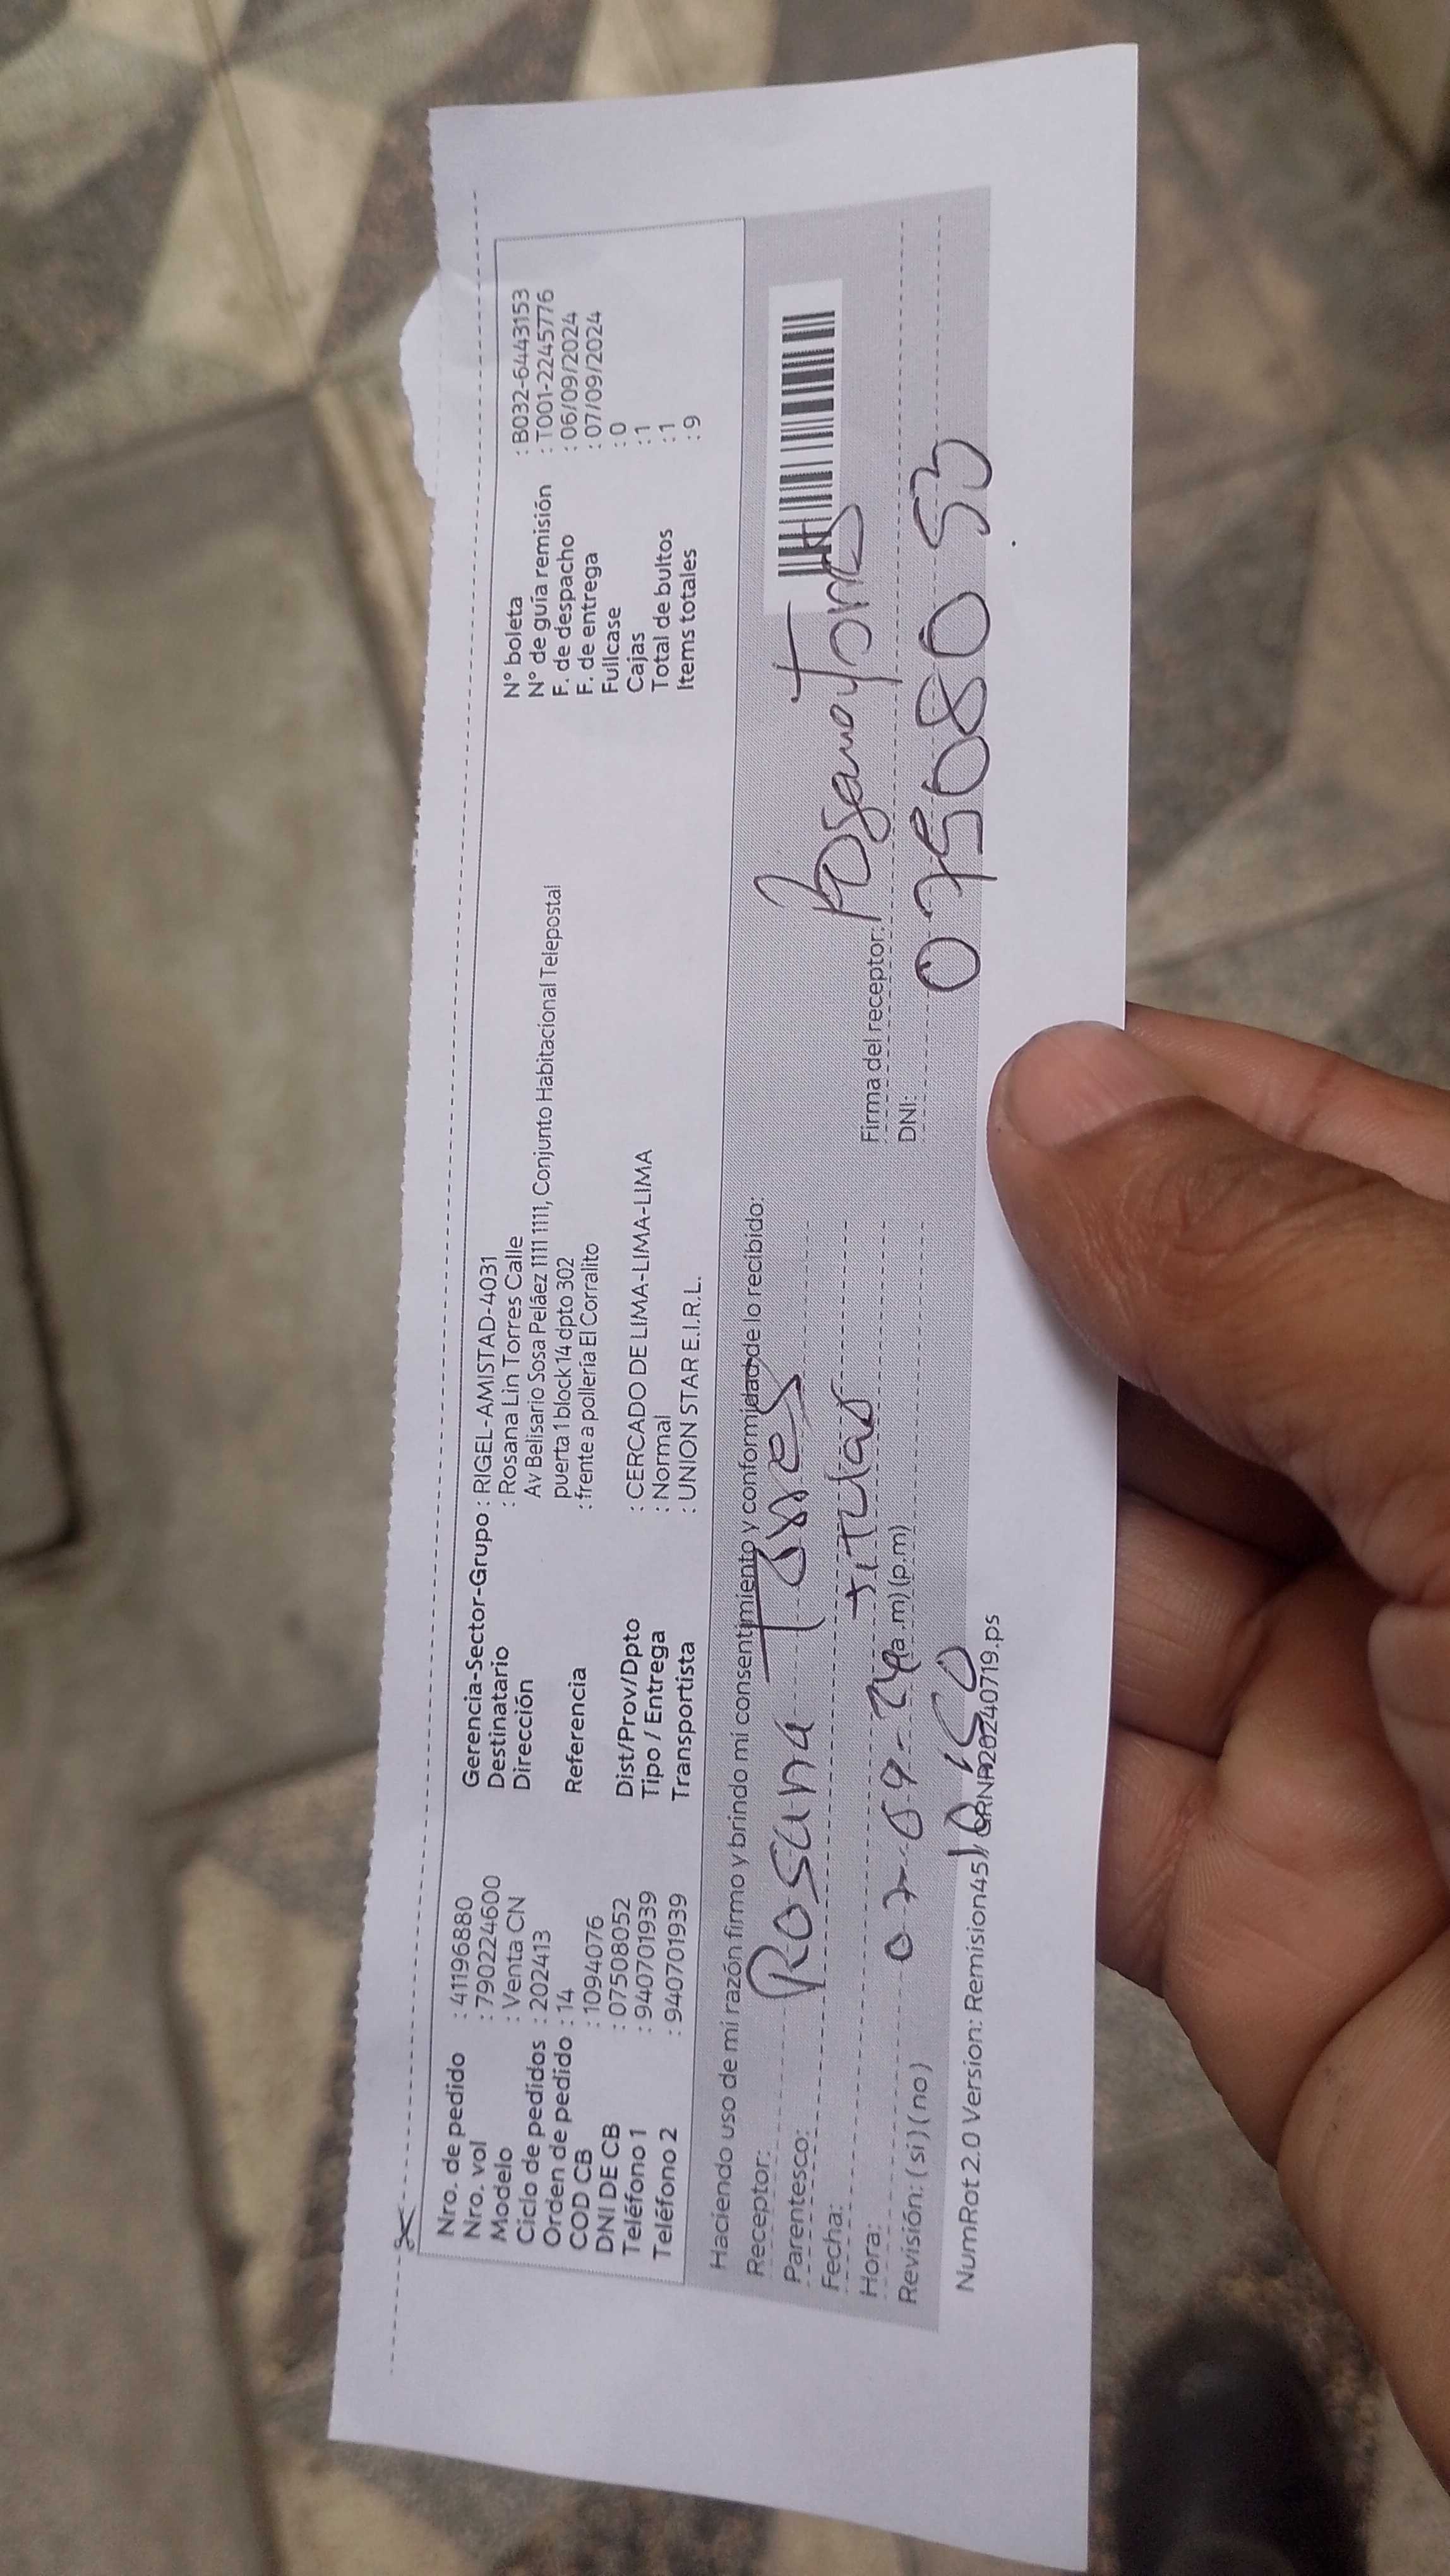 Nro. de pedido : 41196880
Nro. vol : 790224600
Modelo : Venta CN
Ciclo de pedidos : 202413
Orden de pedido : 14
COD CB : 1094076
DNI DE CB : 07508052
Teléfono 1 : 940701939
Teléfono 2 : 940701939
Gerencia-Sector-Grupo : RIGEL-AMISTAD-4031
Destinatario : Rosana Lin Torres Calle
Dirección Av Belisario Sosa Peláez 1111 1111, Conjunto Habitacional Telepostal
puerta 1 block 14 dpto 302
Referencia : frente a pollería El Corralito
Dist/Prov/Dpto : CERCADO DE LIMA-LIMA-LIMA
Tipo / Entrega : Normal
Transportista : UNION STAR E.I.R.L.
N° boleta : B032-6443153
N° de guía remisión : T001-2245776
F. de despacho : 06/09/2024
F. de entrega : 07/09/2024
Fullcase : 0
Cajas : 1
Total de bultos : 1
Items totales : 9
Haciendo uso de mi razón firmo y brindo mi consentimiento y conformidad de lo recibido:
Receptor: Rosana Torres
Parentesco: titular
Fecha: 07-09-24
Hora: (a.m) (p.m)
Revisión: ( si ) ( no )
Firma del receptor:
DNI: 07508053
NumRot 2.0 Version: Remision45
20240719.ps